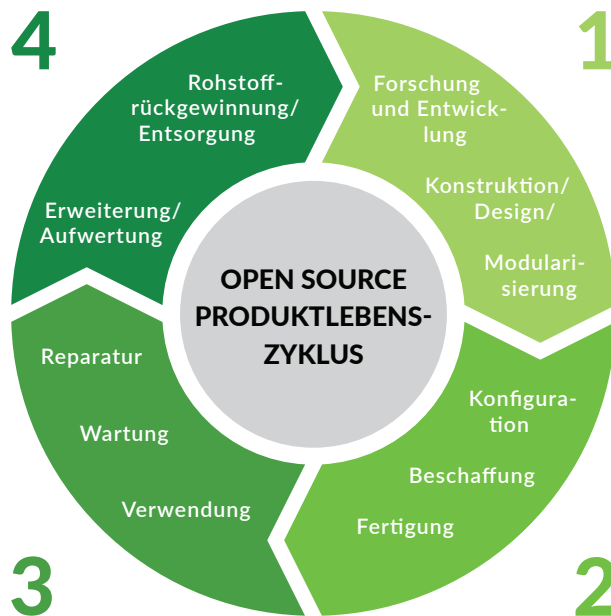 4
1
Rohstoff-
rückgewinnung/
Entsorgung
Forschung
und Entwick-
lung
Konstruktion/
Design/
Modulari-
sierung
Erweiterung/
Aufwertung
OPEN SOURCE
PRODUKTLEBENS-
ZYKLUS
Reparatur
Wartung
Verwendung
Konfigura-
tion
Beschaffung
Fertigung
3
2